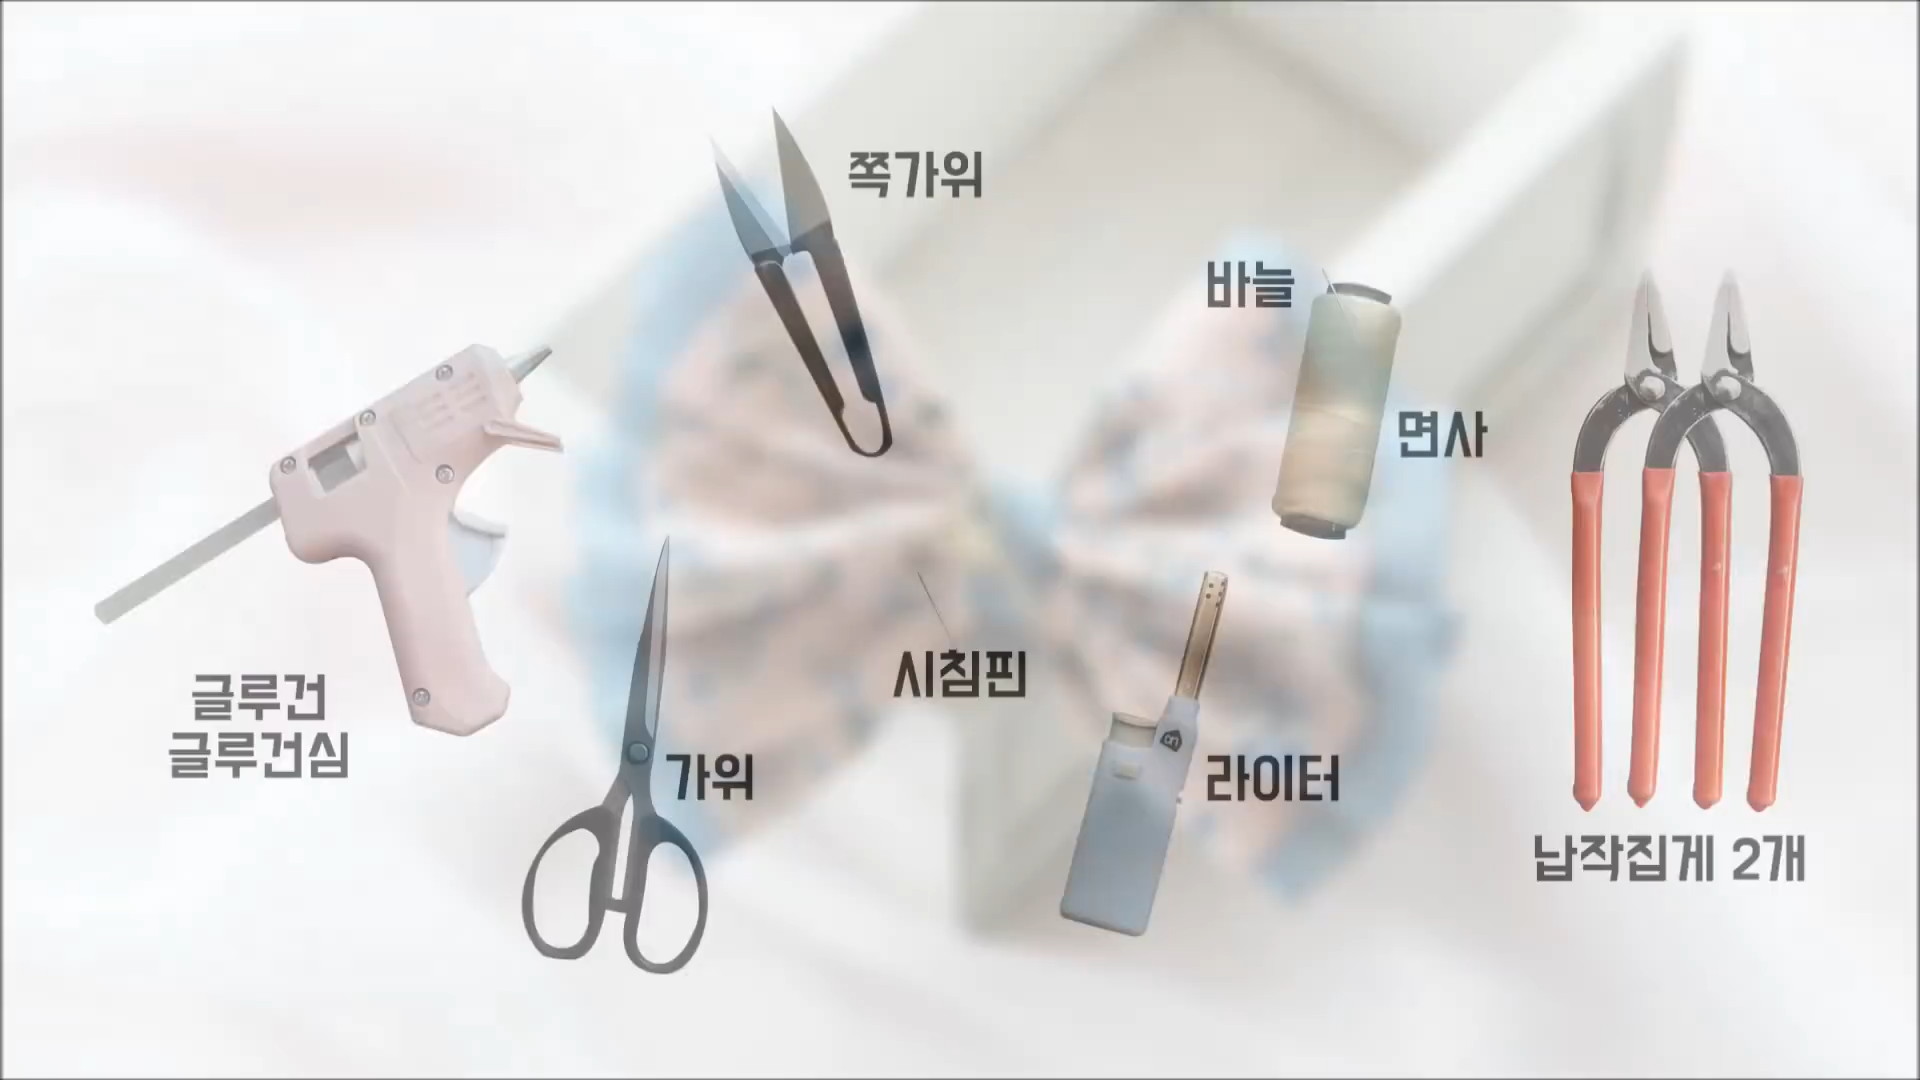 쪽가위
바늘
면사
글루건
글루건심
가위
시침핀
라이터
납작집게 2개